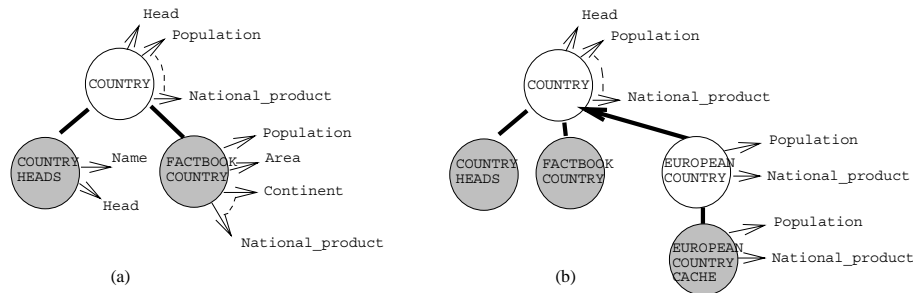 Head
Population
COUNTRY
National_product
Population
COUNTRY
HEADS
Name
Head
FACTBOOK
COUNTRY
Area
Continent
National_product
(a)
Head
Population
COUNTRY
National_product
COUNTRY
HEADS
FACTBOOK
COUNTRY
EUROPEAN
COUNTRY
Population
National_product
EUROPEAN
COUNTRY
CACHE
Population
National_product
(b)